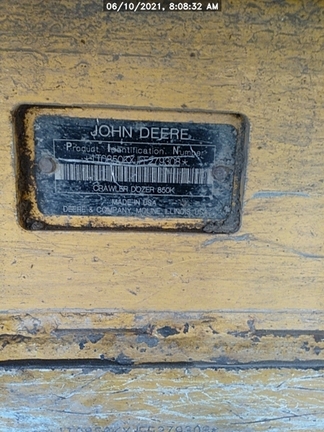 06/10/2021, 8:08:32 AM
JOHN DEERE
Product Identification Number
CRAWLER DOZER 850K
MADE IN USA
DEERE & COMPANY, MOLINE, ILLINOIS, USA